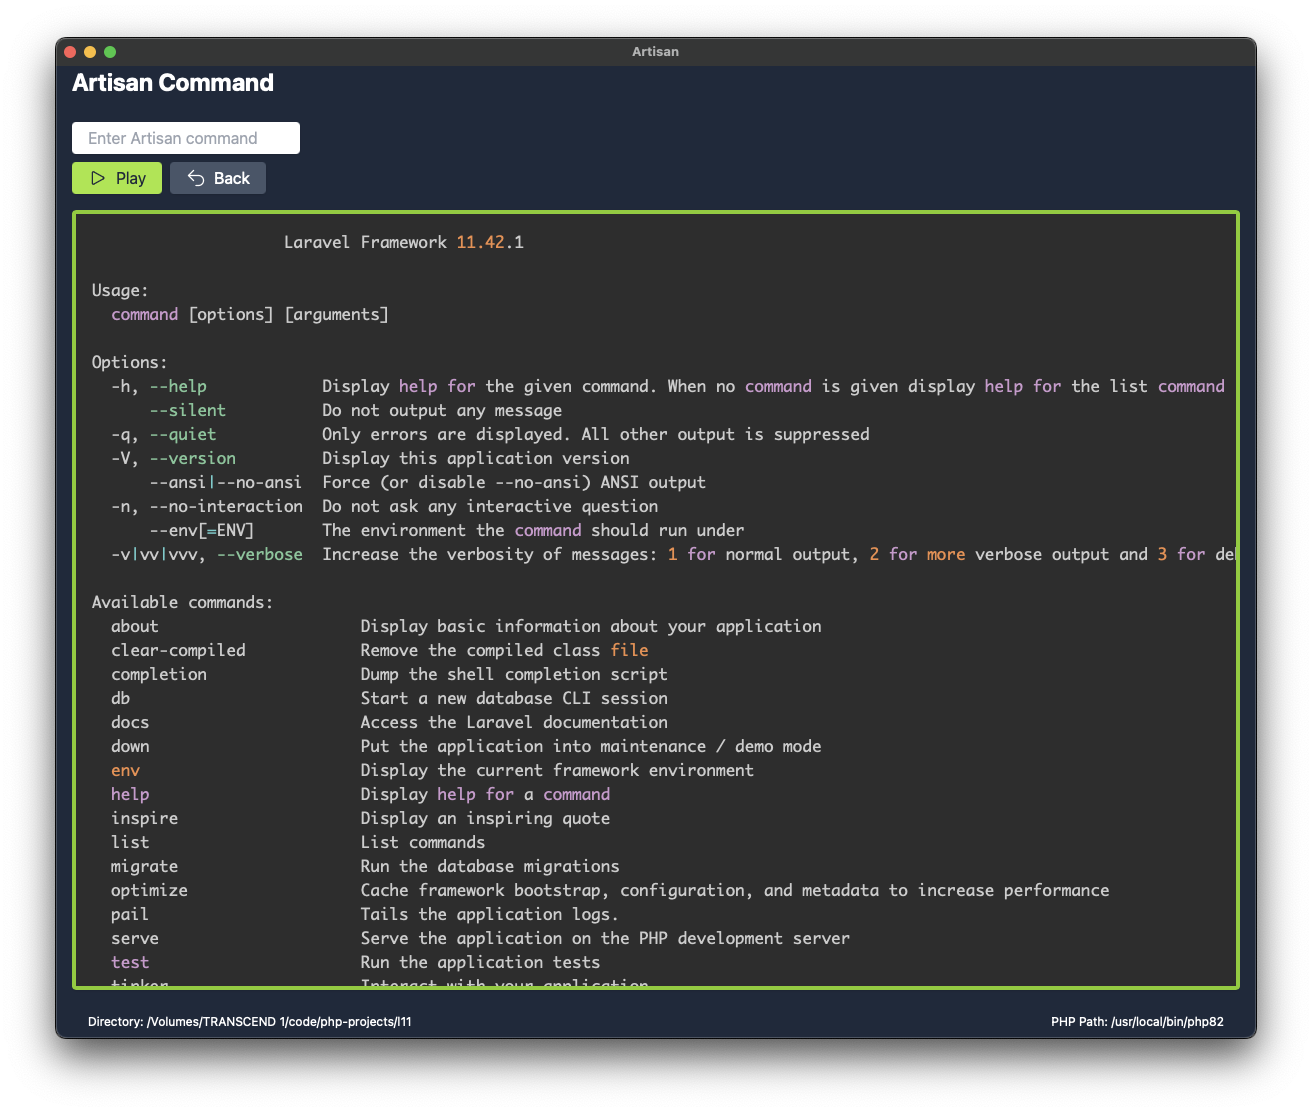 Artisan
Artisan Command
Enter Artisan command
Play Back
Laravel Framework 11.42.1
Usage:
command [options] [arguments]
Options:
-h, --help Display help for the given command. When no command is given display help for the list command
--silent Do not output any message
-q, --quiet Only errors are displayed. All other output is suppressed
-V, --version Display this application version
--ansi|--no-ansi Force (or disable --no-ansi) ANSI output
-n, --no-interaction Do not ask any interactive question
--env[=ENV] The environment the command should run under
-v|vv|vvv, --verbose Increase the verbosity of messages: 1 for normal output, 2 for more verbose output and 3 for
Available commands:
about Display basic information about your application
clear-compiled Remove the compiled class file
completion Dump the shell completion script
db Start a new database CLI session
docs Access the Laravel documentation
down Put the application into maintenance / demo mode
env Display the current framework environment
help Display help for a command
inspire Display an inspiring quote
list List commands
migrate Run the database migrations
optimize Cache framework bootstrap, configuration, and metadata to increase performance
pail Tails the application logs.
serve Serve the application on the PHP development server
test Run the application tests
tinker Interact with your application
Directory: /Volumes/TRANSCEND 1/code/php-projects/l11
PHP Path: /usr/local/bin/php82